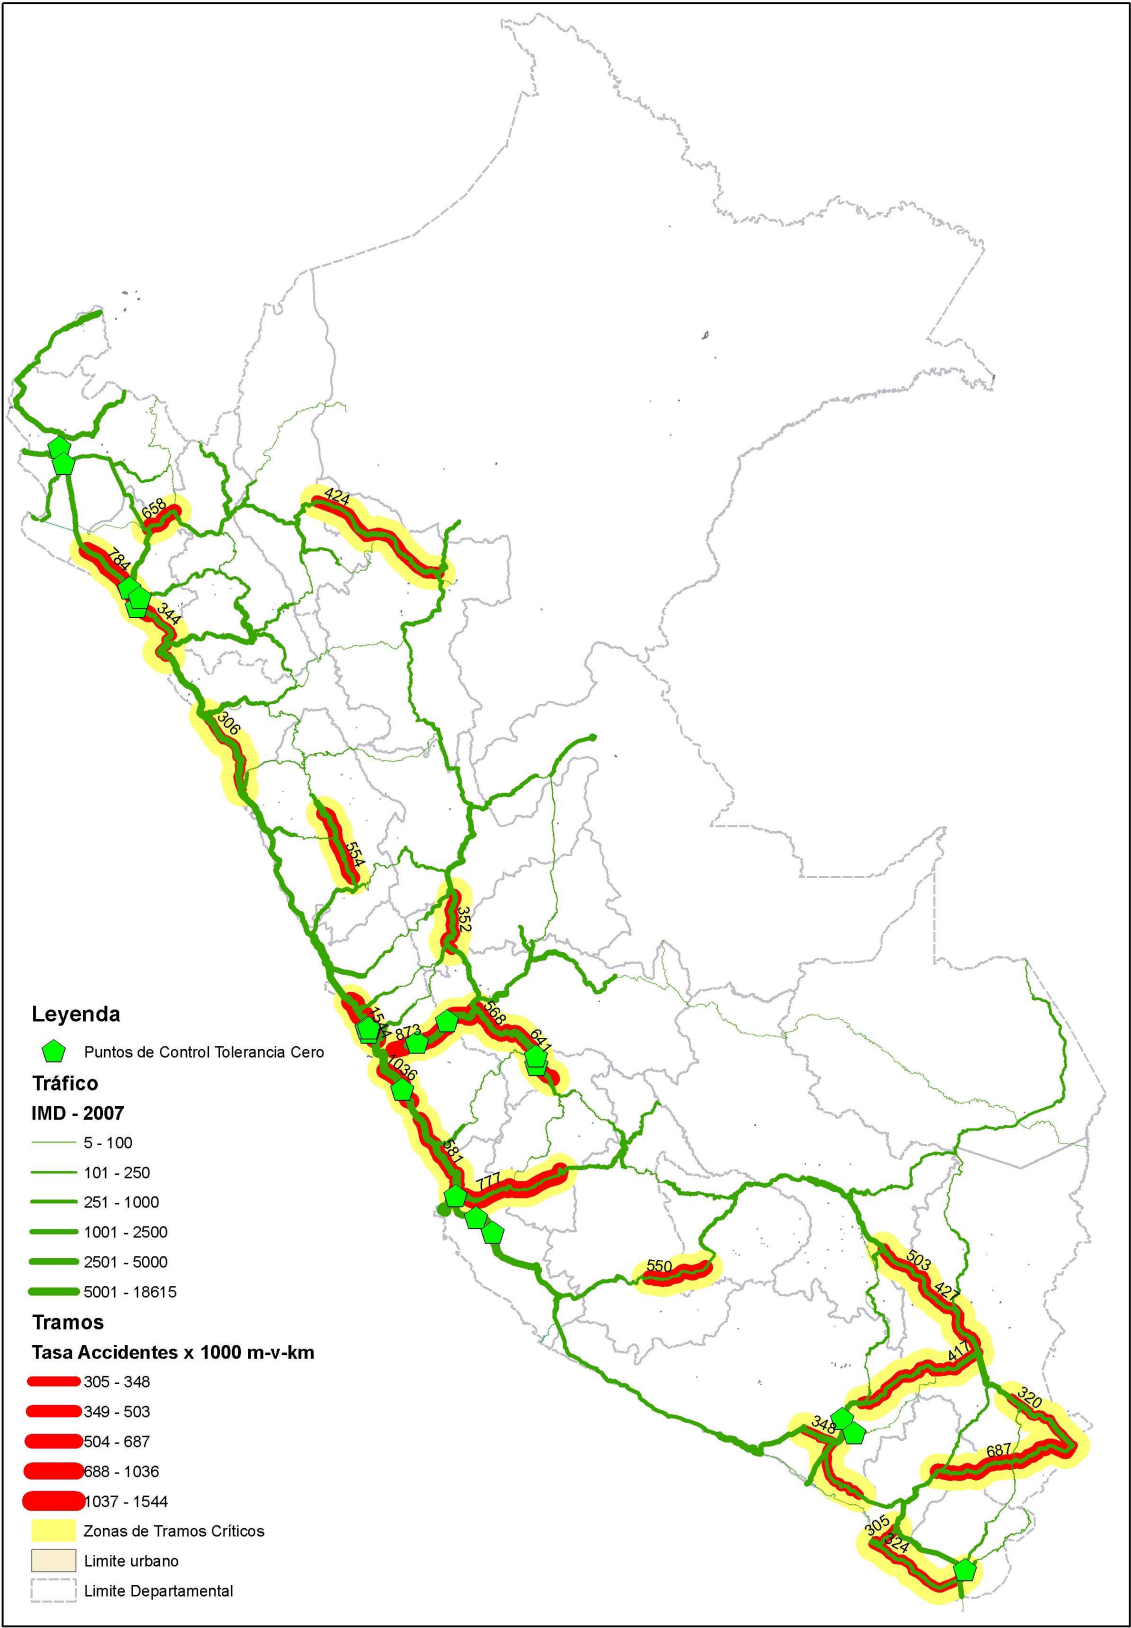 424
658
784
344
306
554
352
1544
873
568
641
1036
581
777
550
503
427
417
320
348
687
305
324
Leyenda
Puntos de Control Tolerancia Cero
Tráfico
IMD - 2007
5 - 100
101 - 250
251 - 1000
1001 - 2500
2501 - 5000
5001 - 18615
Tramos
Tasa Accidentes x 1000 m-v-km
305 - 348
349 - 503
504 - 687
688 - 1036
1037 - 1544
Zonas de Tramos Críticos
Limite urbano
Limite Departamental